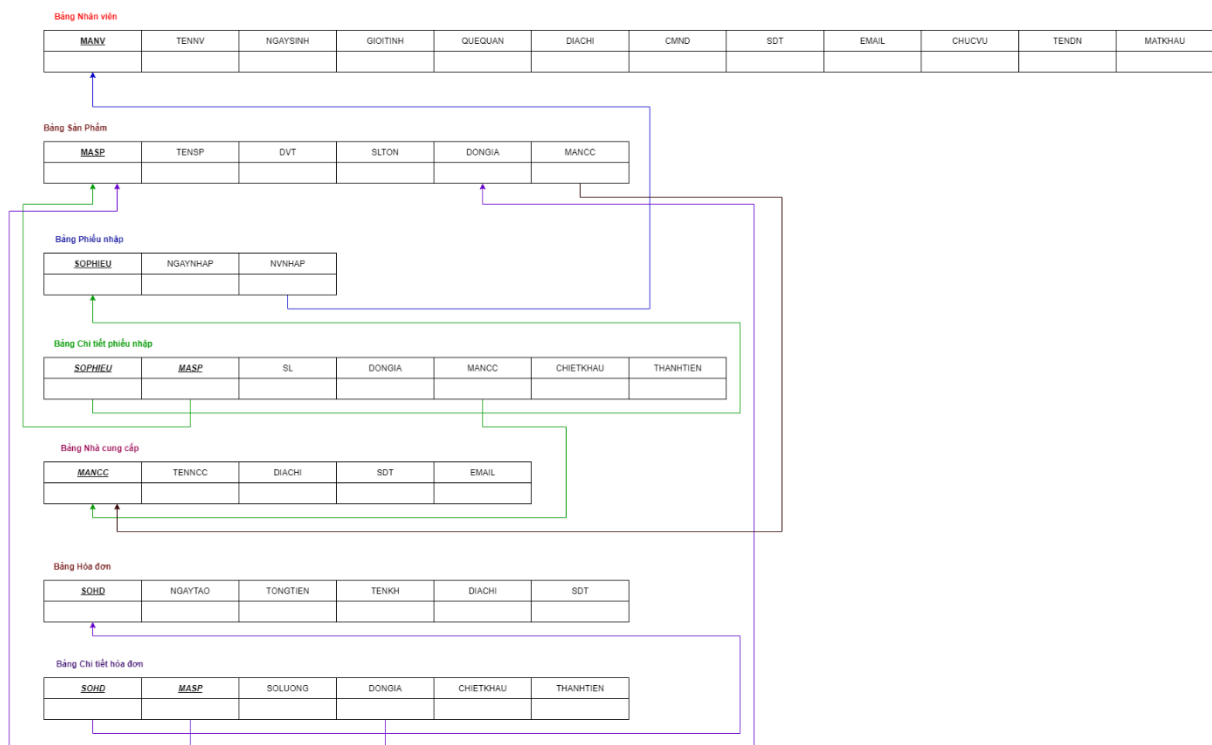 Bảng Nhân viên
MANV TENNV NGAYSINH GIOITINH QUEQUAN DIACHI CMND SDT EMAIL CHUCVU TENDN MATKHAU
Bảng Sản Phẩm
MASP TENSP DVT SLTON DONGIA MANCC
Bảng Phiếu nhập
SOPHIEU NGAYNHAP NVNHAP
Bảng Chi tiết phiếu nhập
SOPHIEU MASP SL DONGIA MANCC CHIETKHAU THANHTIEN
Bảng Nhà cung cấp
MANCC TENNCC DIACHI SDT EMAIL
Bảng Hóa đơn
SOHD NGAYTAO TONGTIEN TENKH DIACHI SDT
Bảng Chi tiết hóa đơn
SOHD MASP SOLUONG DONGIA CHIETKHAU THANHTIEN